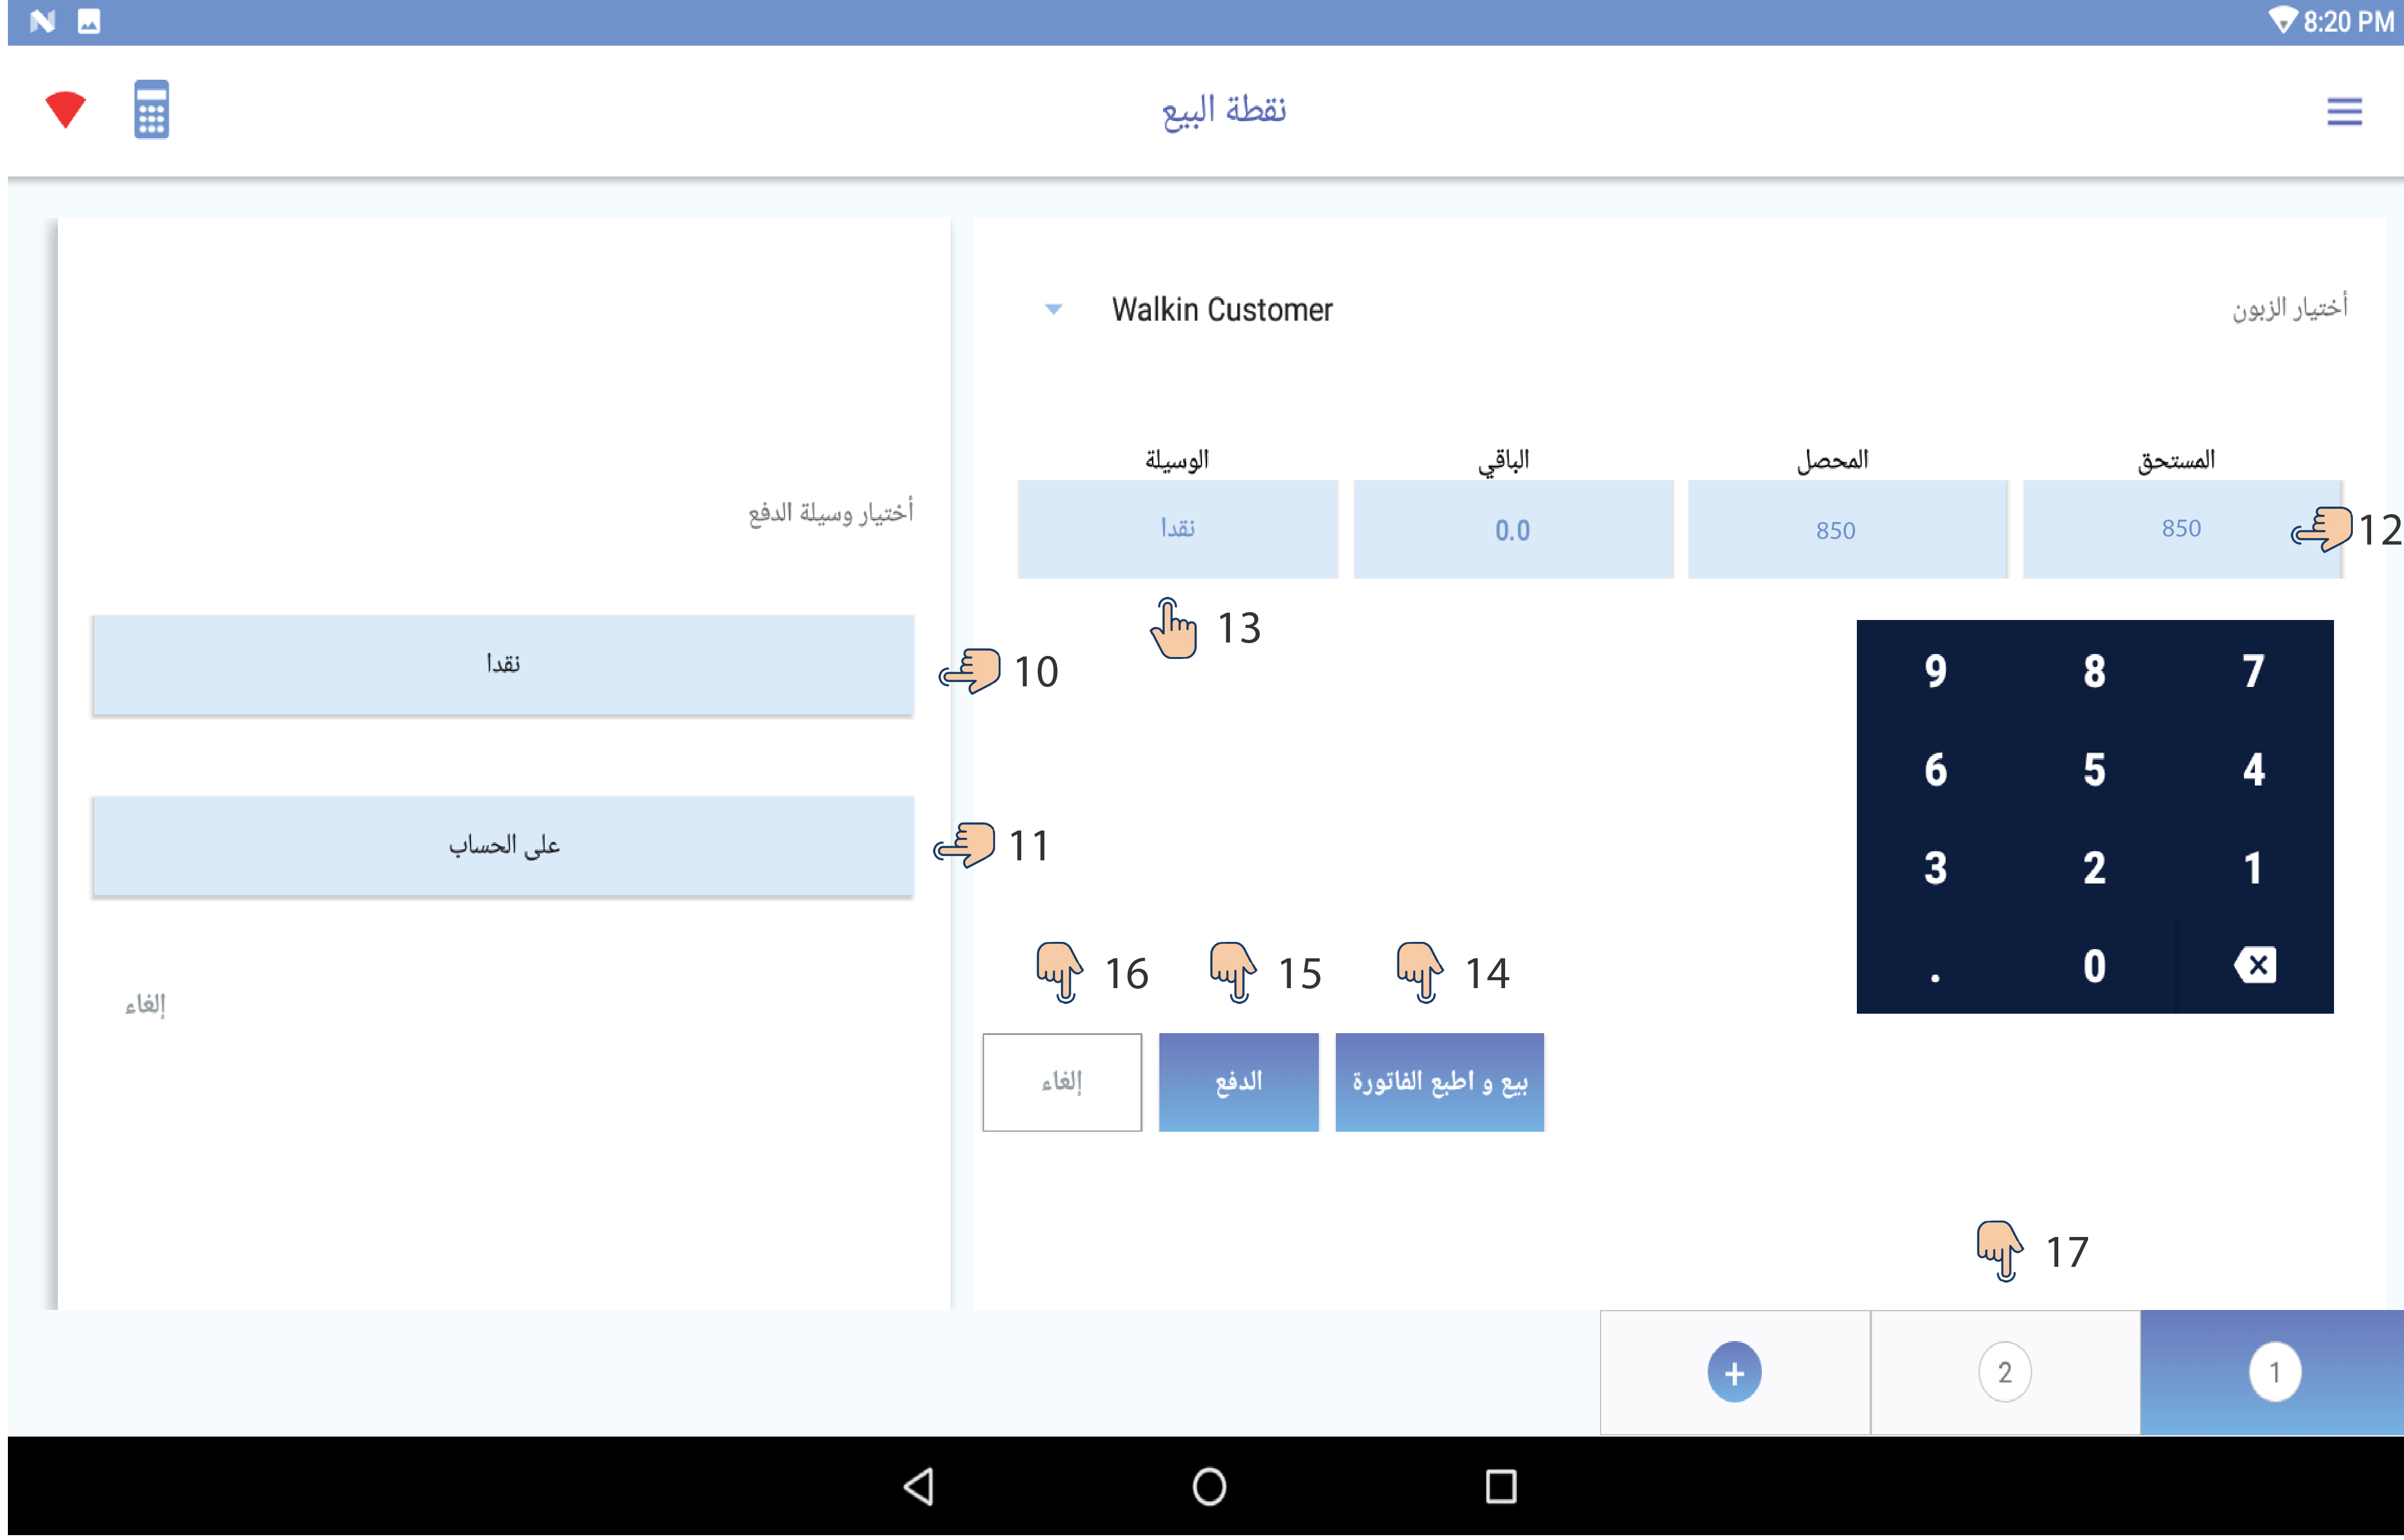 8:20 PM
نقطة البيع
أختيار الزبون
Walkin Customer
المستحق
المحصل
الباقي
الوسيلة
850
850
0.0
نقدا
12
13
أختيار وسيلة الدفع
نقدا
10
على الحساب
11
إلغاء
7 8 9
4 5 6
1 2 3
0 .
14
15
16
بيع و اطبع الفاتورة
الدفع
إلغاء
17
1
2
+